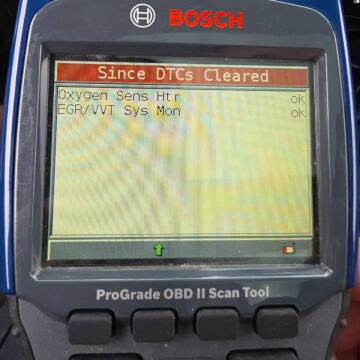 BOSCH
Since DTCs Cleared
Oxygen Sens Htr ok
EGR/VVT Sys Mon ok
ProGrade OBD II Scan Tool